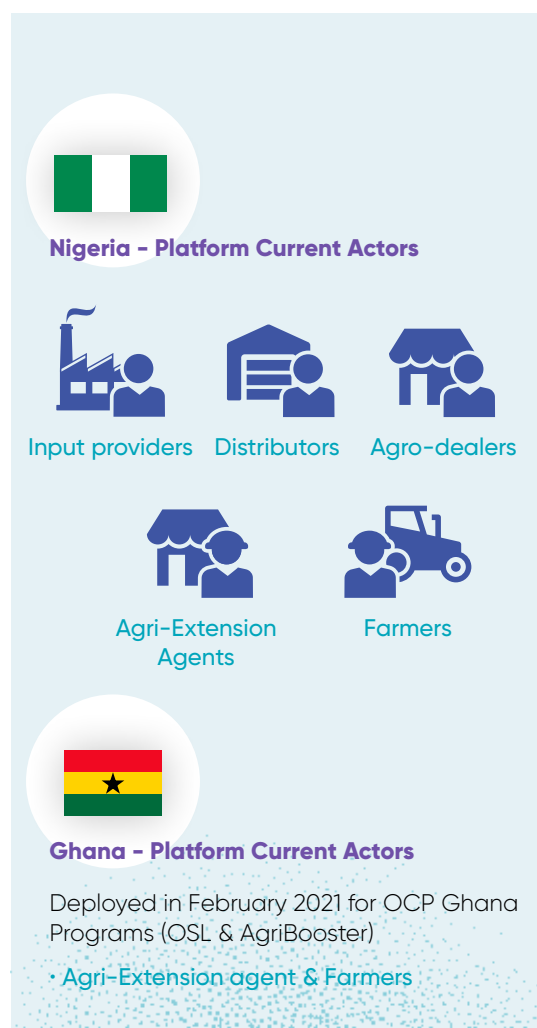 Nigeria - Platform Current Actors
Input providers
Distributors
Agro-dealers
Agri-Extension
Agents
Farmers
Ghana - Platform Current Actors
Deployed in February 2021 for OCP Ghana
Programs (OSL & AgriBooster)
• Agri-Extension agent & Farmers